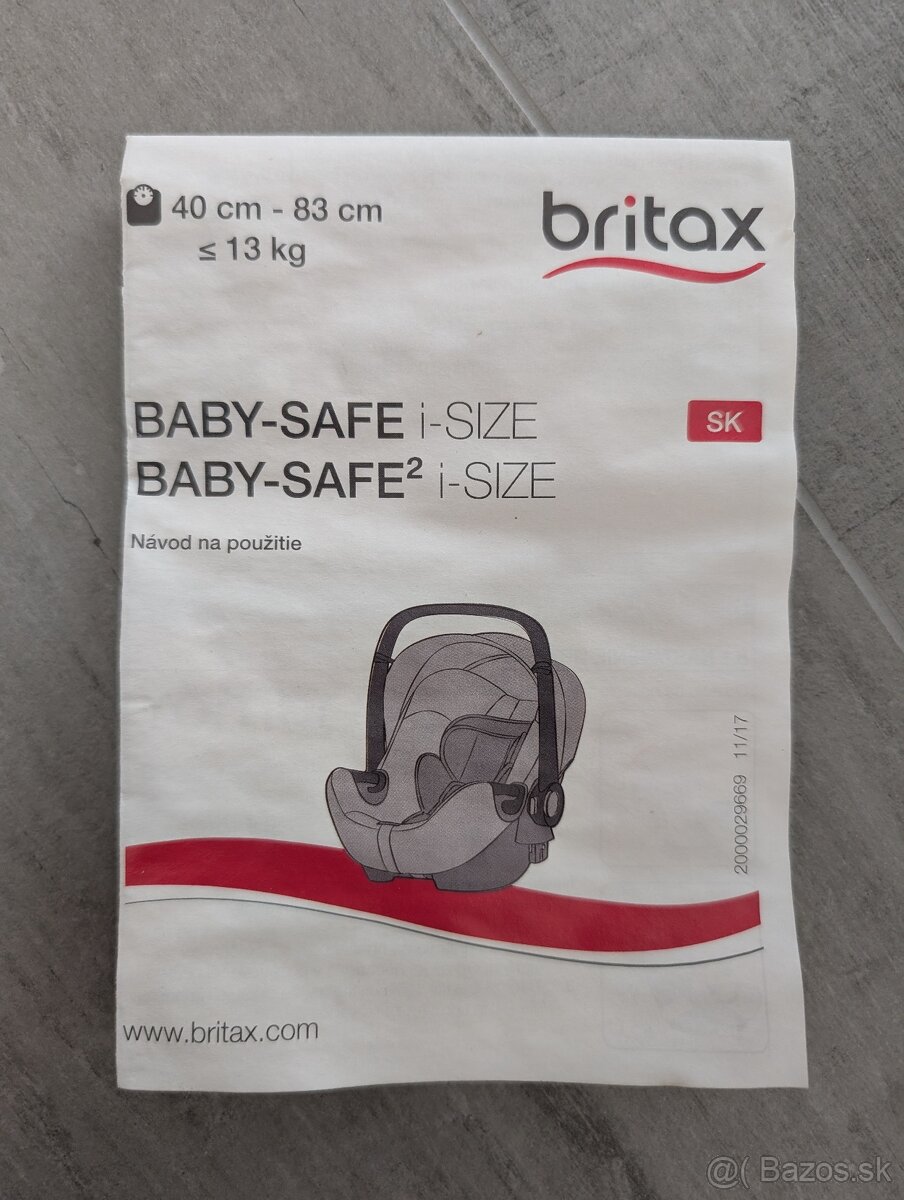 40 cm - 83 cm
≤ 13 kg
britax
BABY-SAFE i-SIZE
BABY-SAFE² i-SIZE
SK
Návod na použitie
2000029669 11/17
www.britax.com
@( Bazos.sk